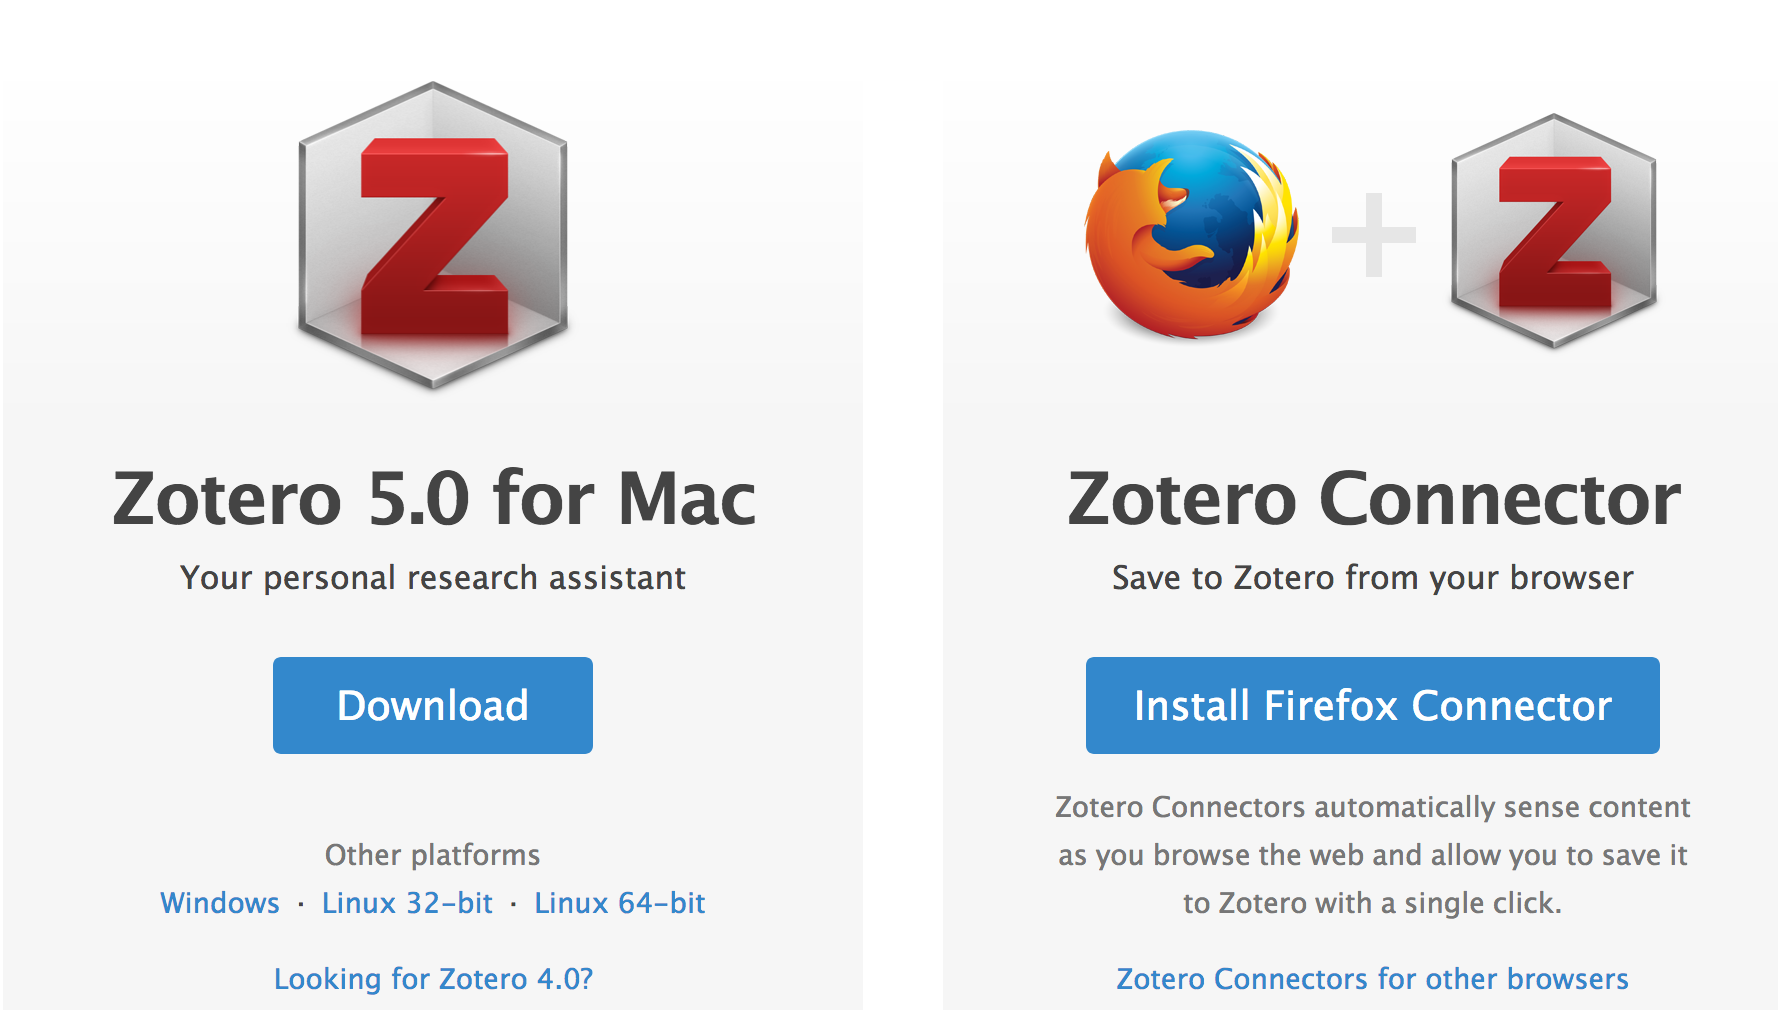 Z
Z
Zotero 5.0 for Mac
Your personal research assistant
Download
Other platforms
Windows · Linux 32-bit · Linux 64-bit
Looking for Zotero 4.0?
Zotero Connector
Save to Zotero from your browser
Install Firefox Connector
Zotero Connectors automatically sense content
as you browse the web and allow you to save it
to Zotero with a single click.
Zotero Connectors for other browsers